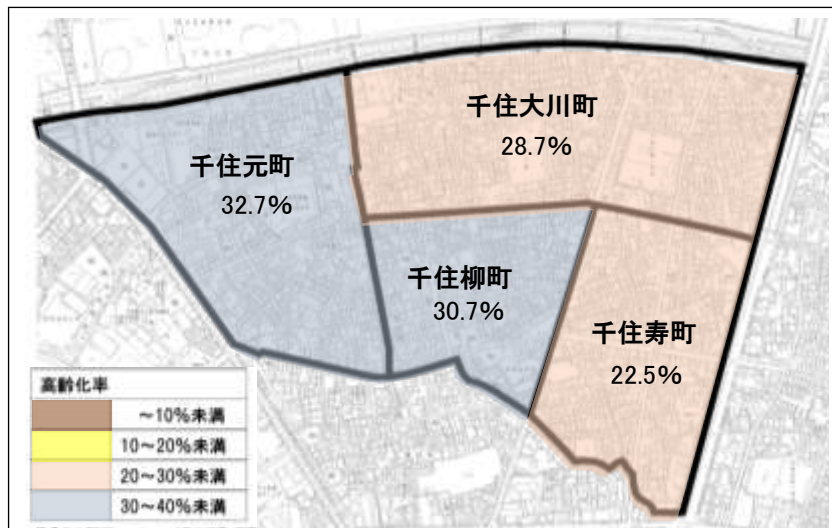 千住大川町
28.7%
千住元町
32.7%
千住柳町
30.7%
千住寿町
22.5%
高齢化率
～10%未満
10～20%未満
20～30%未満
30～40%未満